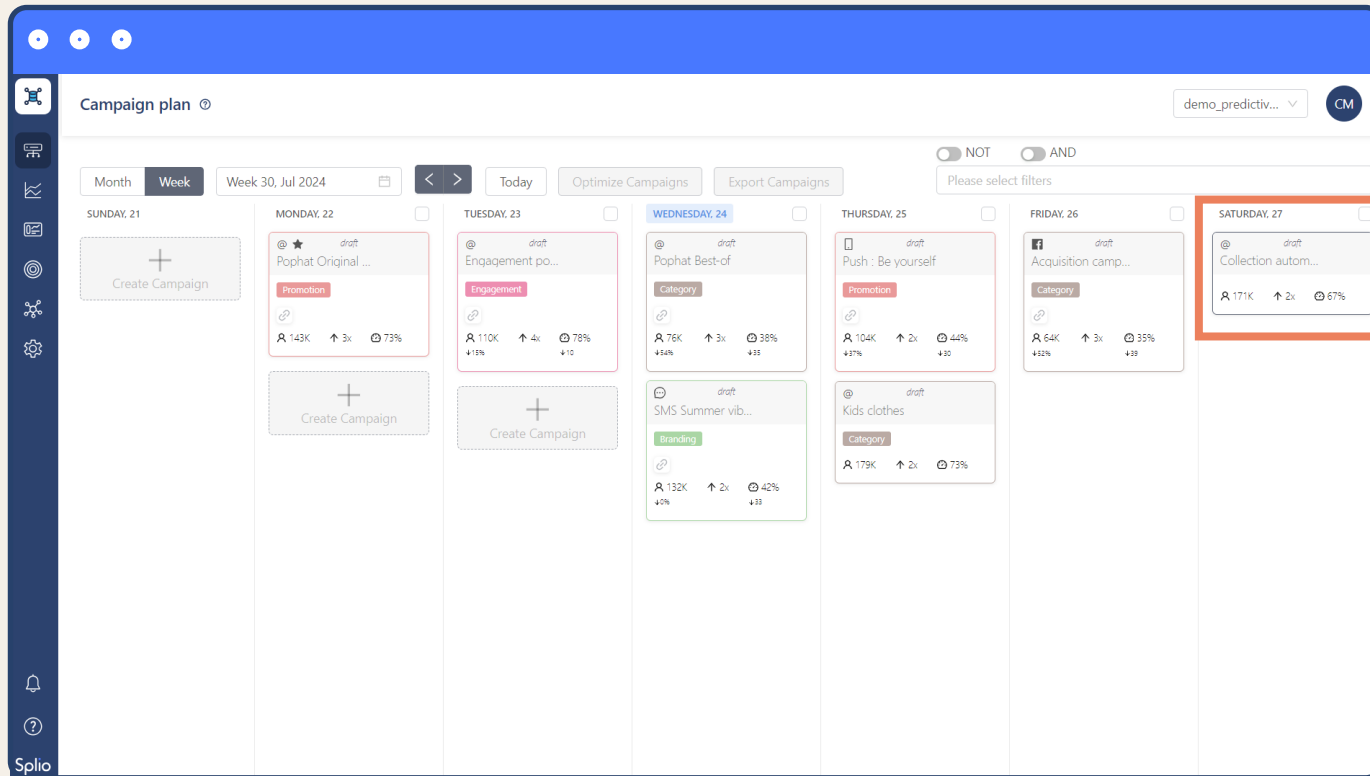 Campaign plan
demo_predictiv...
CM
NOT
AND
Month
Week
Week 30, Jul 2024
Today
Optimize Campaigns
Export Campaigns
Please select filters
SUNDAY, 21
Create Campaign
MONDAY, 22
@ ★ draft
Pophat Original ...
Promotion
143K ↑ 3x 73%
Create Campaign
TUESDAY, 23
@ draft
Engagement po...
Engagement
110K ↑ 4x 78%
↓15% ↓10
Create Campaign
WEDNESDAY, 24
@ draft
Pophat Best-of
Category
76K ↑ 3x 38%
↓54% ↓35
draft
SMS Summer vib...
Branding
132K ↑ 2x 42%
↓0% ↓33
THURSDAY, 25
draft
Push : Be yourself
Promotion
104K ↑ 2x 44%
↓37% ↓30
@ draft
Kids clothes
Category
179K ↑ 2x 73%
FRIDAY, 26
draft
Acquisition camp...
Category
64K ↑ 3x 35%
↓52% ↓39
SATURDAY, 27
@ draft
Collection autom...
171K ↑ 2x 67%
Splio